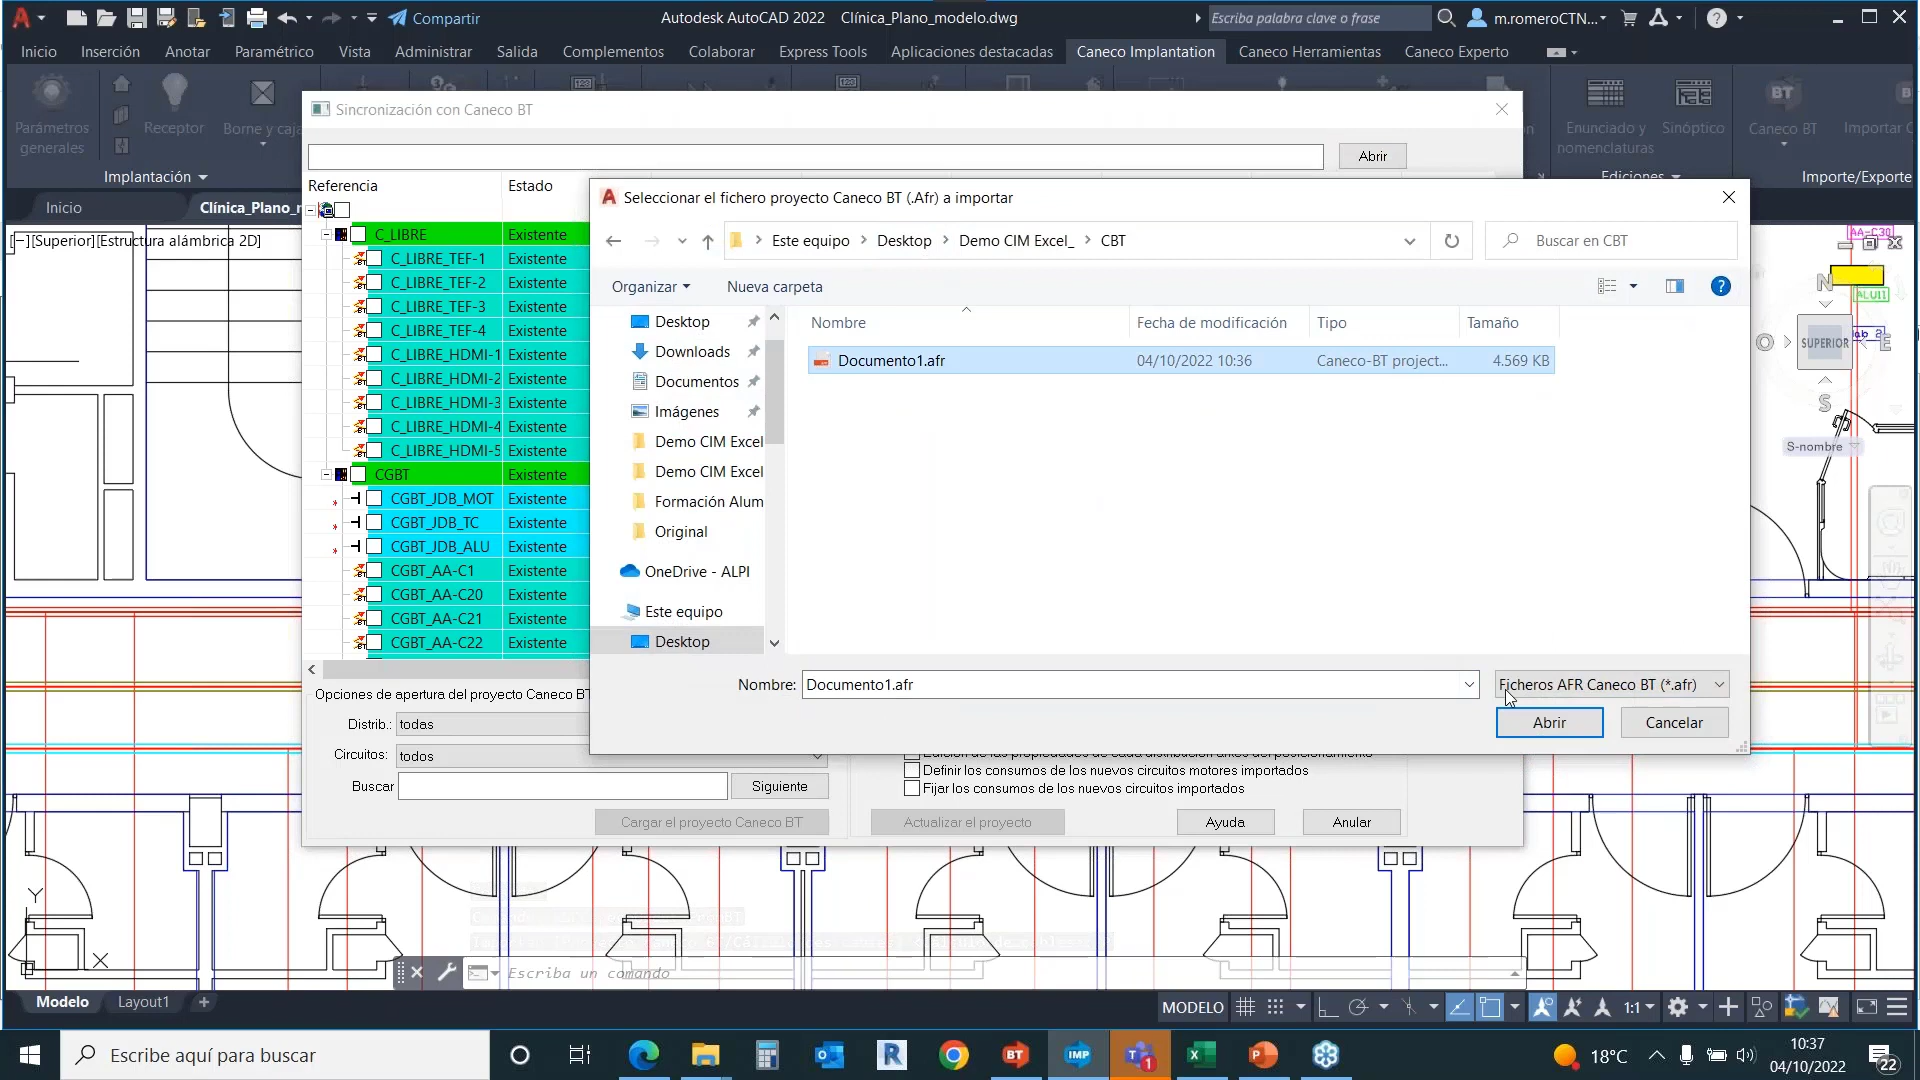 Compartir
Autodesk AutoCAD 2022 Clínica_Plano_modelo.dwg
Escriba palabra clave o frase
m.romeroCTN...
Inicio Inserción Anotar Paramétrico Vista Administrar Salida Complementos Colaborar Express Tools Aplicaciones destacadas Caneco Implantation Caneco Herramientas Caneco Experto
Parámetros
generales
Receptor
Borne y caja
Implantación
Enunciado y
nomenclaturas
Sinóptico
BT
Caneco BT
Importar C
Ediciones
Importe/Exporte
Inicio
Clínica_Plano_
[−][Superior][Estructura alámbrica 2D]
Sincronización con Caneco BT
Abrir
Referencia Estado
C_LIBRE Existente
C_LIBRE_TEF-1 Existente
C_LIBRE_TEF-2 Existente
C_LIBRE_TEF-3 Existente
C_LIBRE_TEF-4 Existente
C_LIBRE_HDMI-1 Existente
C_LIBRE_HDMI-2 Existente
C_LIBRE_HDMI-3 Existente
C_LIBRE_HDMI-4 Existente
C_LIBRE_HDMI-5 Existente
CGBT Existente
CGBT_JDB_MOT Existente
CGBT_JDB_TC Existente
CGBT_JDB_ALU Existente
CGBT_AA-C1 Existente
CGBT_AA-C20 Existente
CGBT_AA-C21 Existente
CGBT_AA-C22 Existente
Opciones de apertura del proyecto Caneco BT
Distrib.: todas
Circuitos: todos
Buscar
Siguiente
Cargar el proyecto Caneco BT
Definir los consumos de los nuevos circuitos motores importados
Fijar los consumos de los nuevos circuitos importados
Actualizar el proyecto
Ayuda
Anular
Seleccionar el fichero proyecto Caneco BT (.Afr) a importar
Este equipo > Desktop > Demo CIM Excel_ > CBT
Buscar en CBT
Organizar
Nueva carpeta
Desktop
Downloads
Documentos
Imágenes
Demo CIM Excel
Demo CIM Excel
Formación Alum
Original
OneDrive - ALPI
Este equipo
Desktop
Nombre Fecha de modificación Tipo Tamaño
Documento1.afr 04/10/2022 10:36 Caneco-BT project... 4.569 KB
Nombre: Documento1.afr
Ficheros AFR Caneco BT (*.afr)
Abrir
Cancelar
AA-C30
ALU11
N
O
SUPERIOR
E
S
S-nombre
Y
X
Escriba un comando
Modelo
Layout1
MODELO
1:1
Escribe aquí para buscar
BT
IMP
1
18°C
10:37
04/10/2022
22